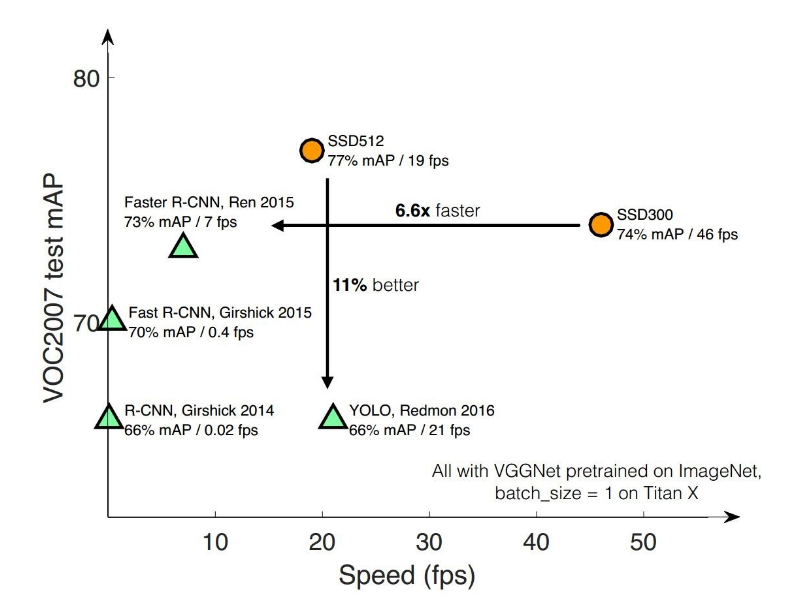 80
SSD512
77% mAP / 19 fps
Faster R-CNN, Ren 2015
73% mAP / 7 fps
6.6x faster
SSD300
74% mAP / 46 fps
VOC2007 test mAP
11% better
70
Fast R-CNN, Girshick 2015
70% mAP / 0.4 fps
R-CNN, Girshick 2014
66% mAP / 0.02 fps
YOLO, Redmon 2016
66% mAP / 21 fps
All with VGGNet pretrained on ImageNet,
batch_size = 1 on Titan X
10 20 30 40 50
Speed (fps)